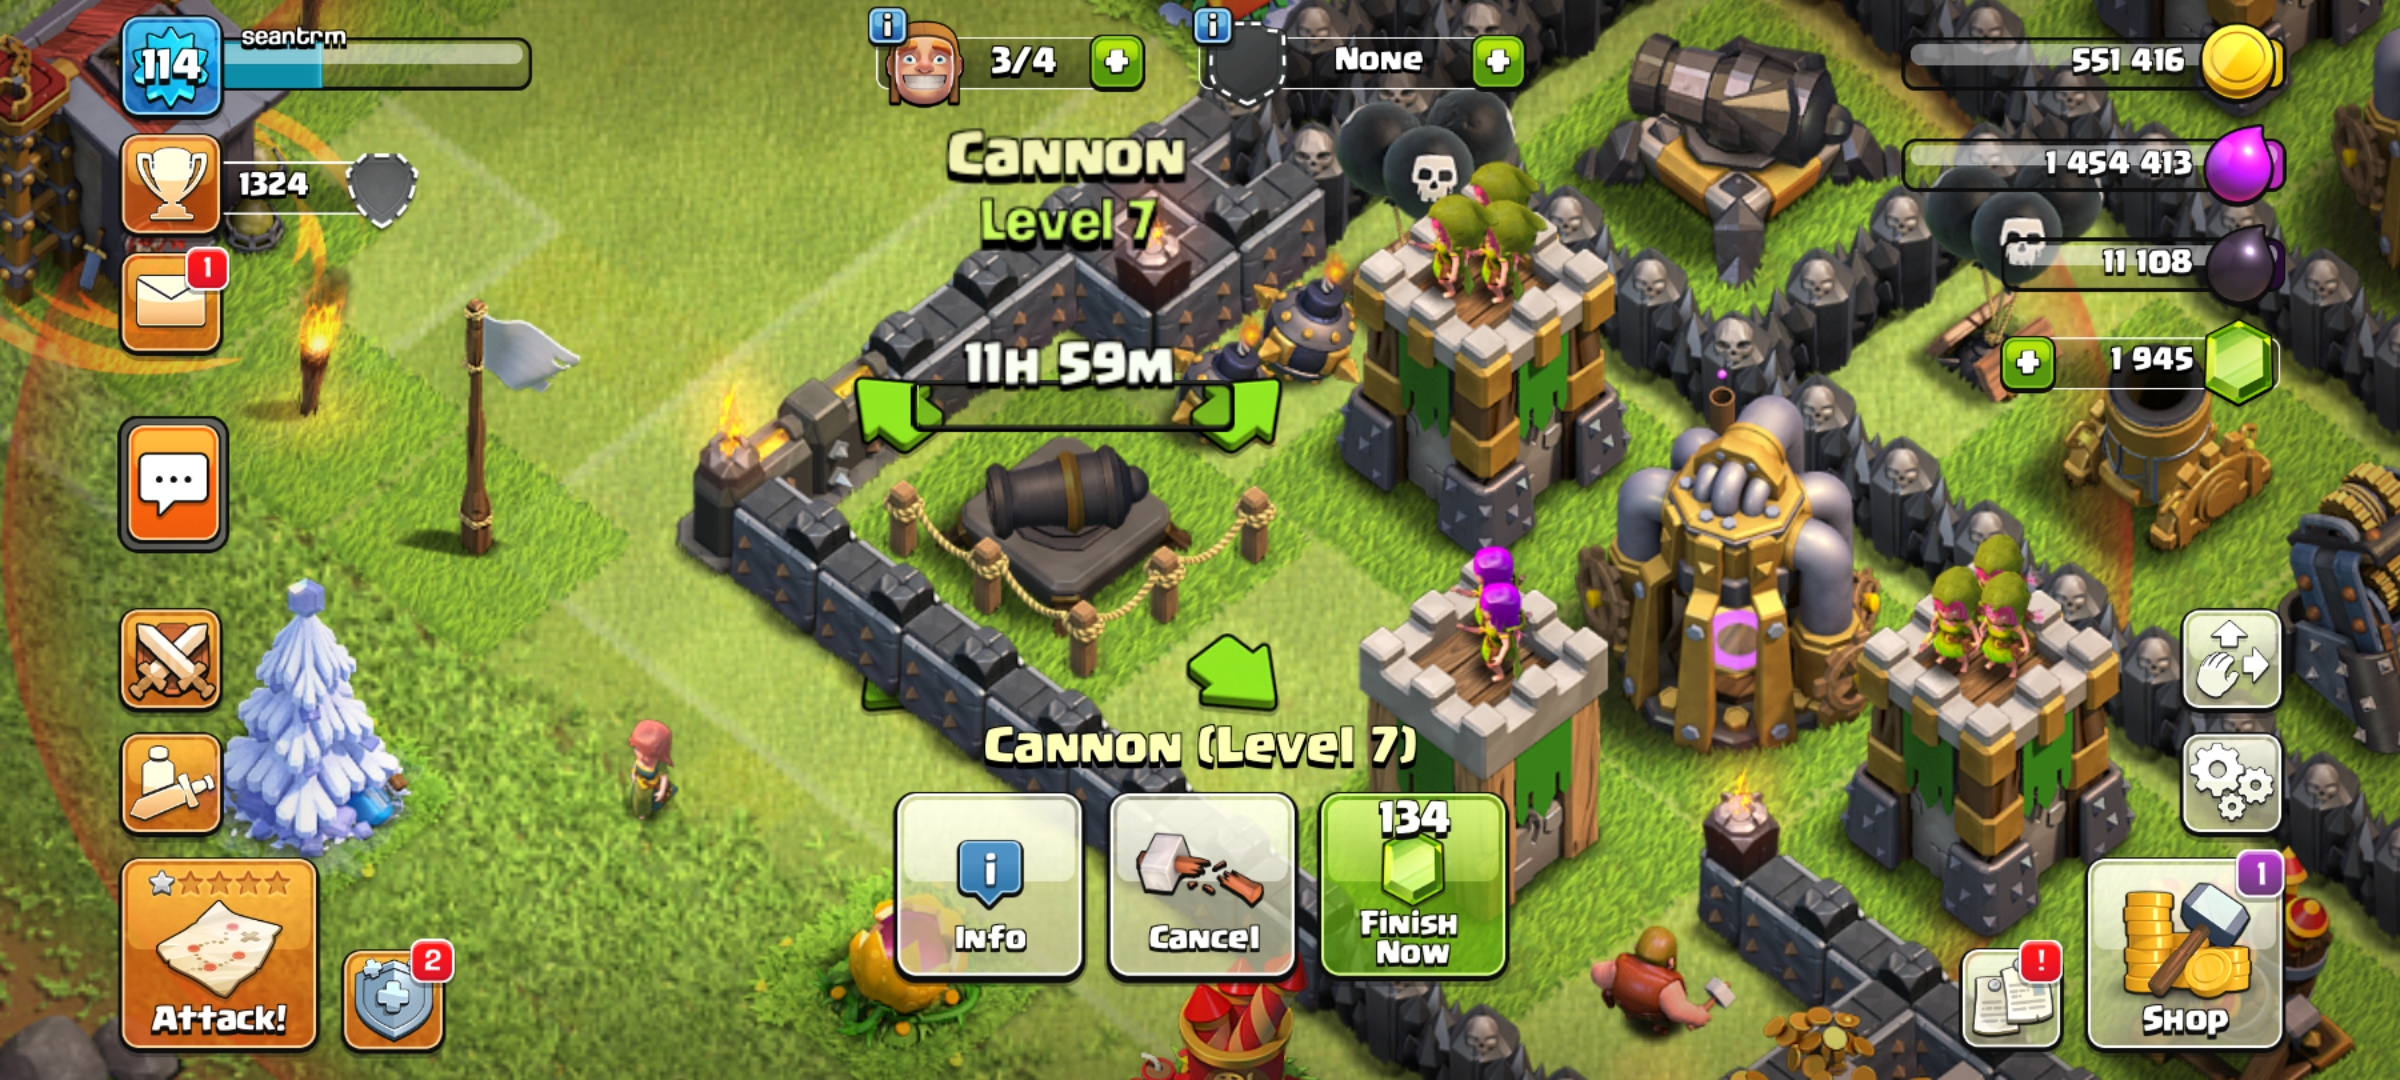 114
seantrm
3/4
None
551 416
1324
1 454 413
1
11 108
1 945
Cannon
Level 7
11H 59M
Cannon (Level 7)
Info
Cancel
134
Finish
Now
Attack!
2
!
1
Shop